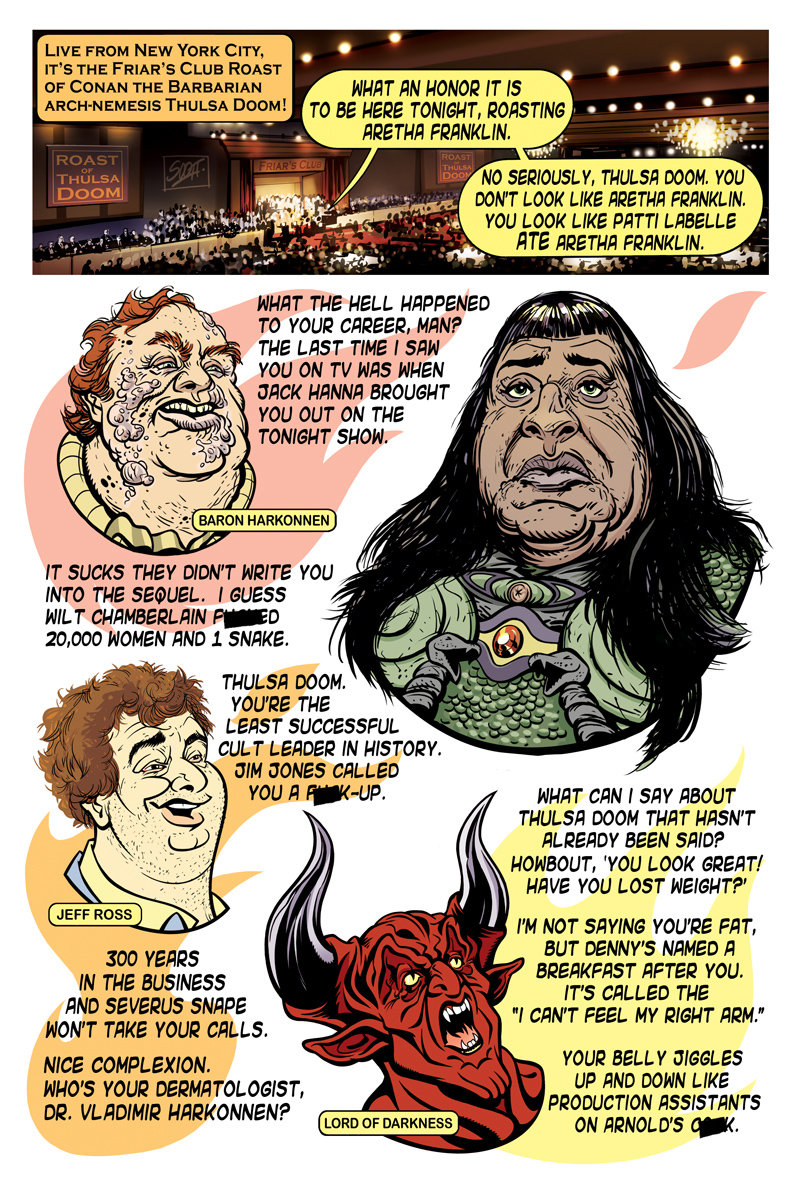 Live from New York City,
it's the Friar's Club Roast
of Conan the Barbarian
arch-nemesis Thulsa Doom!
WHAT AN HONOR IT IS
TO BE HERE TONIGHT, ROASTING
ARETHA FRANKLIN.
ROAST
OF
THULSA
DOOM
FRIAR'S CLUB
ROAST
OF
THULSA
DOOM
NO SERIOUSLY, THULSA DOOM. YOU
DON'T LOOK LIKE ARETHA FRANKLIN.
YOU LOOK LIKE PATTI LABELLE
ATE ARETHA FRANKLIN.
WHAT THE HELL HAPPENED
TO YOUR CAREER, MAN?
THE LAST TIME I SAW
YOU ON TV WAS WHEN
JACK HANNA BROUGHT
YOU OUT ON THE
TONIGHT SHOW.
BARON HARKONNEN
IT SUCKS THEY DIDN'T WRITE YOU
INTO THE SEQUEL. I GUESS
WILT CHAMBERLAIN F D
20,000 WOMEN AND 1 SNAKE.
THULSA DOOM.
YOU'RE THE
LEAST SUCCESSFUL
CULT LEADER IN HISTORY.
JIM JONES CALLED
YOU A F K-UP.
JEFF ROSS
300 YEARS
IN THE BUSINESS
AND SEVERUS SNAPE
WON'T TAKE YOUR CALLS.
NICE COMPLEXION.
WHO'S YOUR DERMATOLOGIST,
DR. VLADIMIR HARKONNEN?
WHAT CAN I SAY ABOUT
THULSA DOOM THAT HASN'T
ALREADY BEEN SAID?
HOWBOUT, 'YOU LOOK GREAT!
HAVE YOU LOST WEIGHT?'
I'M NOT SAYING YOU'RE FAT,
BUT DENNY'S NAMED A
BREAKFAST AFTER YOU.
IT'S CALLED THE
"I CAN'T FEEL MY RIGHT ARM."
YOUR BELLY JIGGLES
UP AND DOWN LIKE
PRODUCTION ASSISTANTS
ON ARNOLD'S C K.
LORD OF DARKNESS